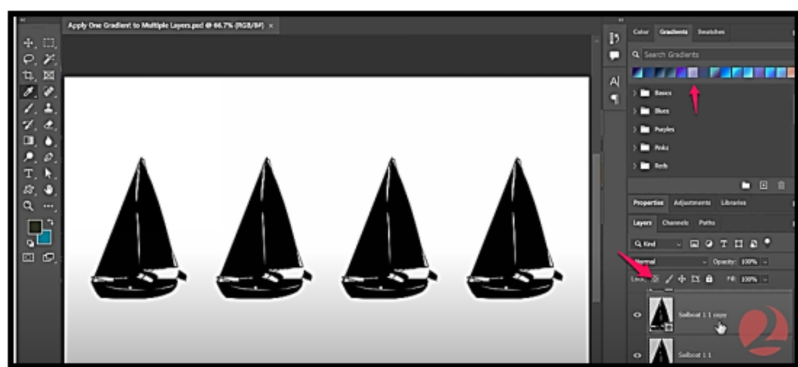 Apply One Gradient to Multiple Layers.psd @ 66.7% (RGB/8#) ×
Color Gradients Swatches
Search Gradients
Basics
Blues
Purples
Pinks
Reds
Properties Adjustments Libraries
Layers Channels Paths
Kind
Normal Opacity: 100%
Lock: Fill: 100%
Sailboat 1 1 copy
Sailboat 1 1